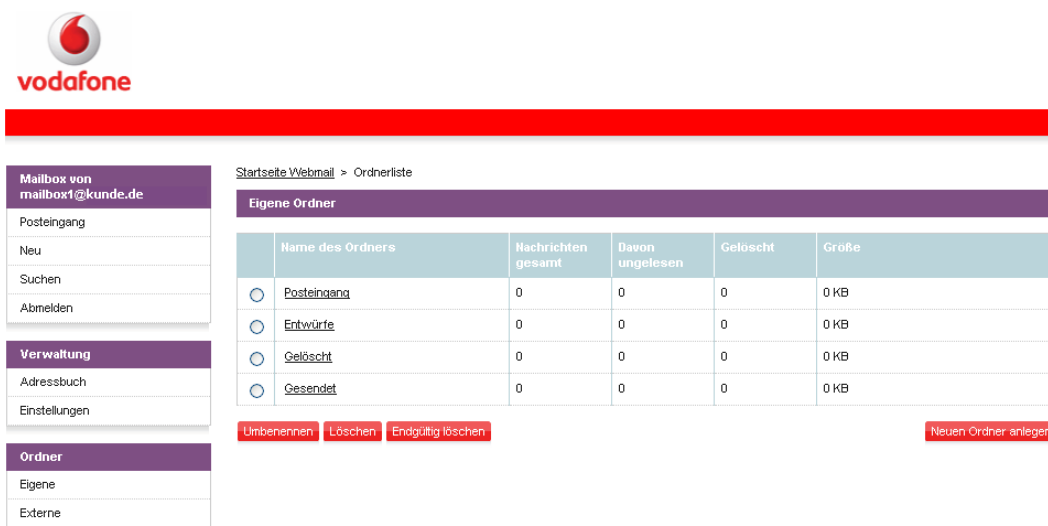 vodafone
Mailbox von
mailbox1@kunde.de
Posteingang
Neu
Suchen
Abmelden
Verwaltung
Adressbuch
Einstellungen
Ordner
Eigene
Externe
Startseite Webmail > Ordnerliste
Eigene Ordner
Name des Ordners Nachrichten gesamt Davon ungelesen Gelöscht Größe
Posteingang 0 0 0 0 KB
Entwürfe 0 0 0 0 KB
Gelöscht 0 0 0 0 KB
Gesendet 0 0 0 0 KB
Umbenennen Löschen Endgültig löschen Neuen Ordner anlegen